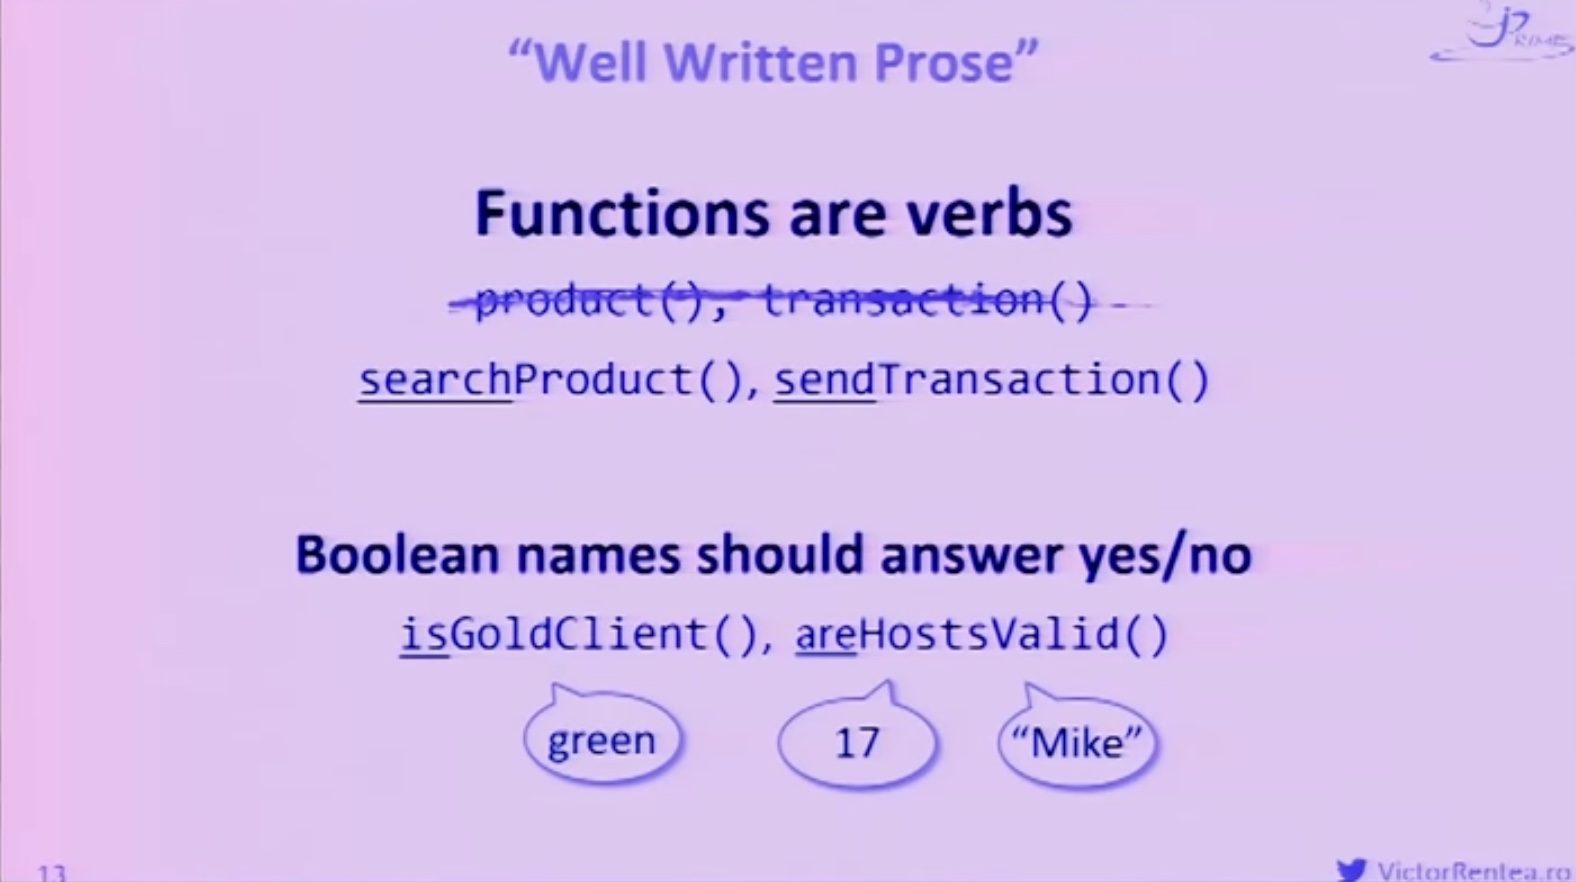 “Well Written Prose”
Functions are verbs
product(), transaction()
searchProduct(), sendTransaction()
Boolean names should answer yes/no
isGoldClient(), areHostsValid()
green
17
“Mike”
13
VictorRentea.ro